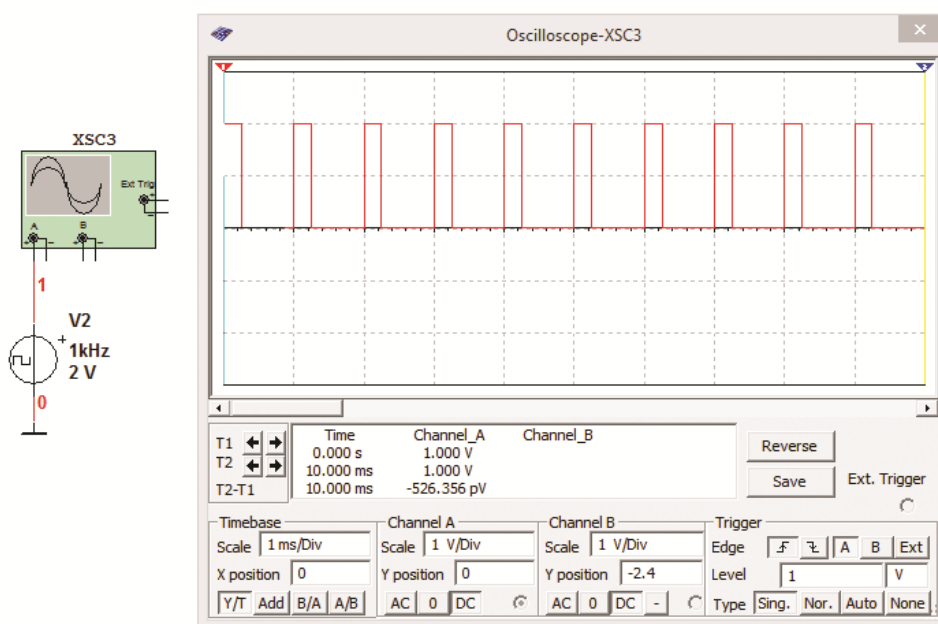 Oscilloscope-XSC3
XSC3
Ext Trig
+
A
B
+ - + -
1
V2
+
1kHz
2 V
0
T1
T2
T2-T1
Time Channel_A Channel_B
0.000 s 1.000 V
10.000 ms 1.000 V
10.000 ms -526.356 pV
Reverse
Save
Ext. Trigger
Timebase
Scale 1 ms/Div
X position 0
Y/T Add B/A A/B
Channel A
Scale 1 V/Div
Y position 0
AC 0 DC
Channel B
Scale 1 V/Div
Y position -2.4
AC 0 DC -
Trigger
Edge A B Ext
Level 1 V
Type Sing. Nor. Auto None